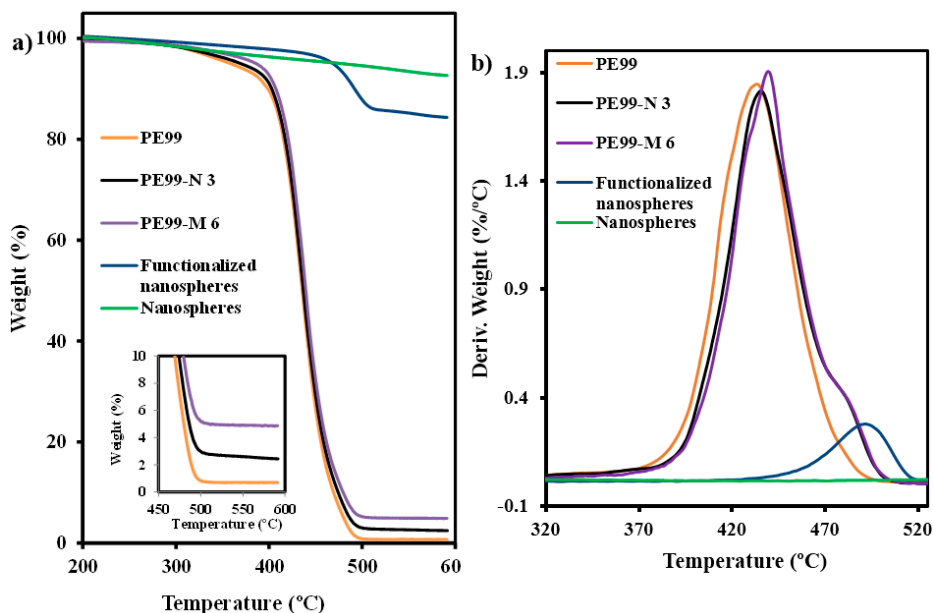 a)
Weight (%)
100
80
60
40
20
0
PE99
PE99-N 3
PE99-M 6
Functionalized
nanospheres
Nanospheres
Weight (%)
10
8
6
4
2
0
450 500 550 600
Temperature (°C)
200 300 400 500 60
Temperature (°C)
b)
Deriv. Weight (%/°C)
1.9
1.4
0.9
0.4
-0.1
PE99
PE99-N 3
PE99-M 6
Functionalized
nanospheres
Nanospheres
320 370 420 470 520
Temperature (°C)